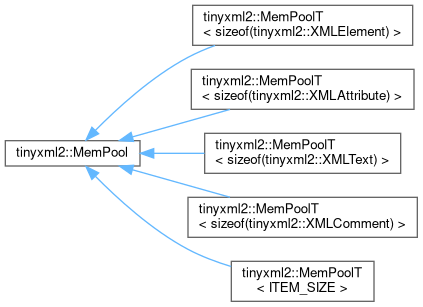 tinyxml2::MemPoolT
< sizeof(tinyxml2::XMLElement) >
tinyxml2::MemPoolT
< sizeof(tinyxml2::XMLAttribute) >
tinyxml2::MemPool
tinyxml2::MemPoolT
< sizeof(tinyxml2::XMLText) >
tinyxml2::MemPoolT
< sizeof(tinyxml2::XMLComment) >
tinyxml2::MemPoolT
< ITEM_SIZE >